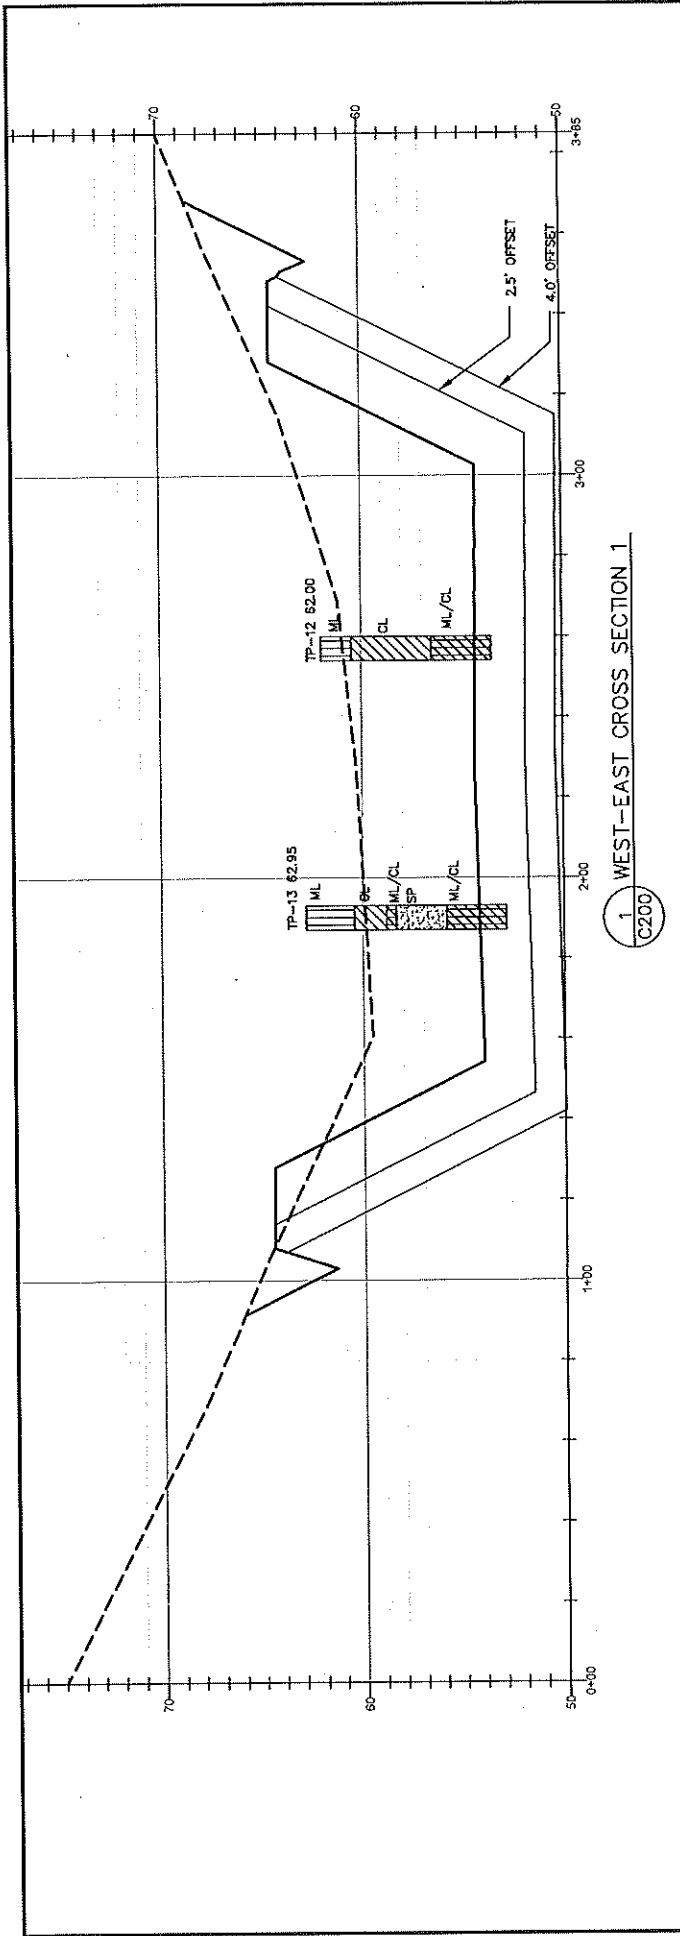 70
60
50
0+00
1+00
2+00
3+00
3+85
70
60
50
TP-13 62.95
ML
CL
ML/CL
SP
ML/CL
TP-12 62.00
ML
CL
ML/CL
2.5' OFFSET
4.0' OFFSET
1
C200
WEST-EAST CROSS SECTION 1